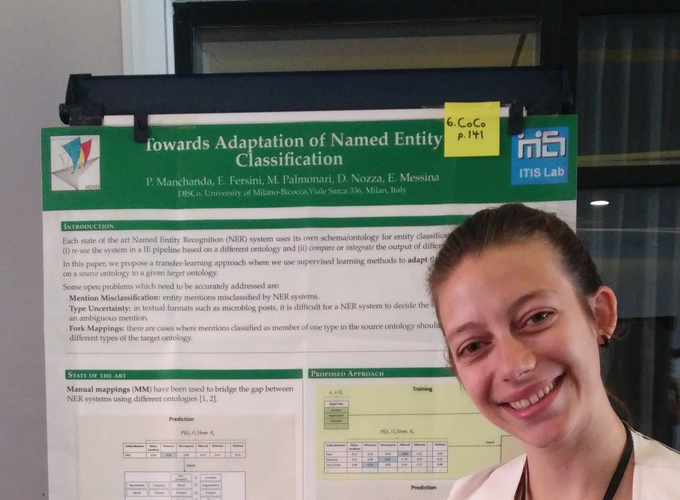 6. CoCo
p. 141
Towards Adaptation of Named Entity
Classification
P. Manchanda, E. Fersini, M. Palmonari, D. Nozza, E. Messina
DISCo, University of Milano-Bicocca.Viale Sarca 336, Milan, Italy
MIND
ITIS Lab
INTRODUCTION
Each state of the art Named Entity Recognition (NER) system uses its own schema/ontology for entity
(i) re-use the system in a IE pipeline based on a different ontology and (ii) compare or integrate the output of
In this paper, we propose a transfer-learning approach where we use supervised learning methods to adapt
on a source ontology to a given target ontology.
Some open problems which need to be accurately addressed are:
Mention Misclassification: entity mentions misclassified by NER systems.
Type Uncertainty: in textual formats such as microblog posts, it is difficult for a NER system to decide the
an ambiguous mention.
Fork Mappings: there are cases where mentions classified as member of one type in the source ontology
different types of the target ontology.
STATE OF THE ART
Manual mappings (MM) have been used to bridge the gap between
NER systems using different ontologies [1, 2].
Prediction
PROPOSED APPROACH
Training
Input
Prediction